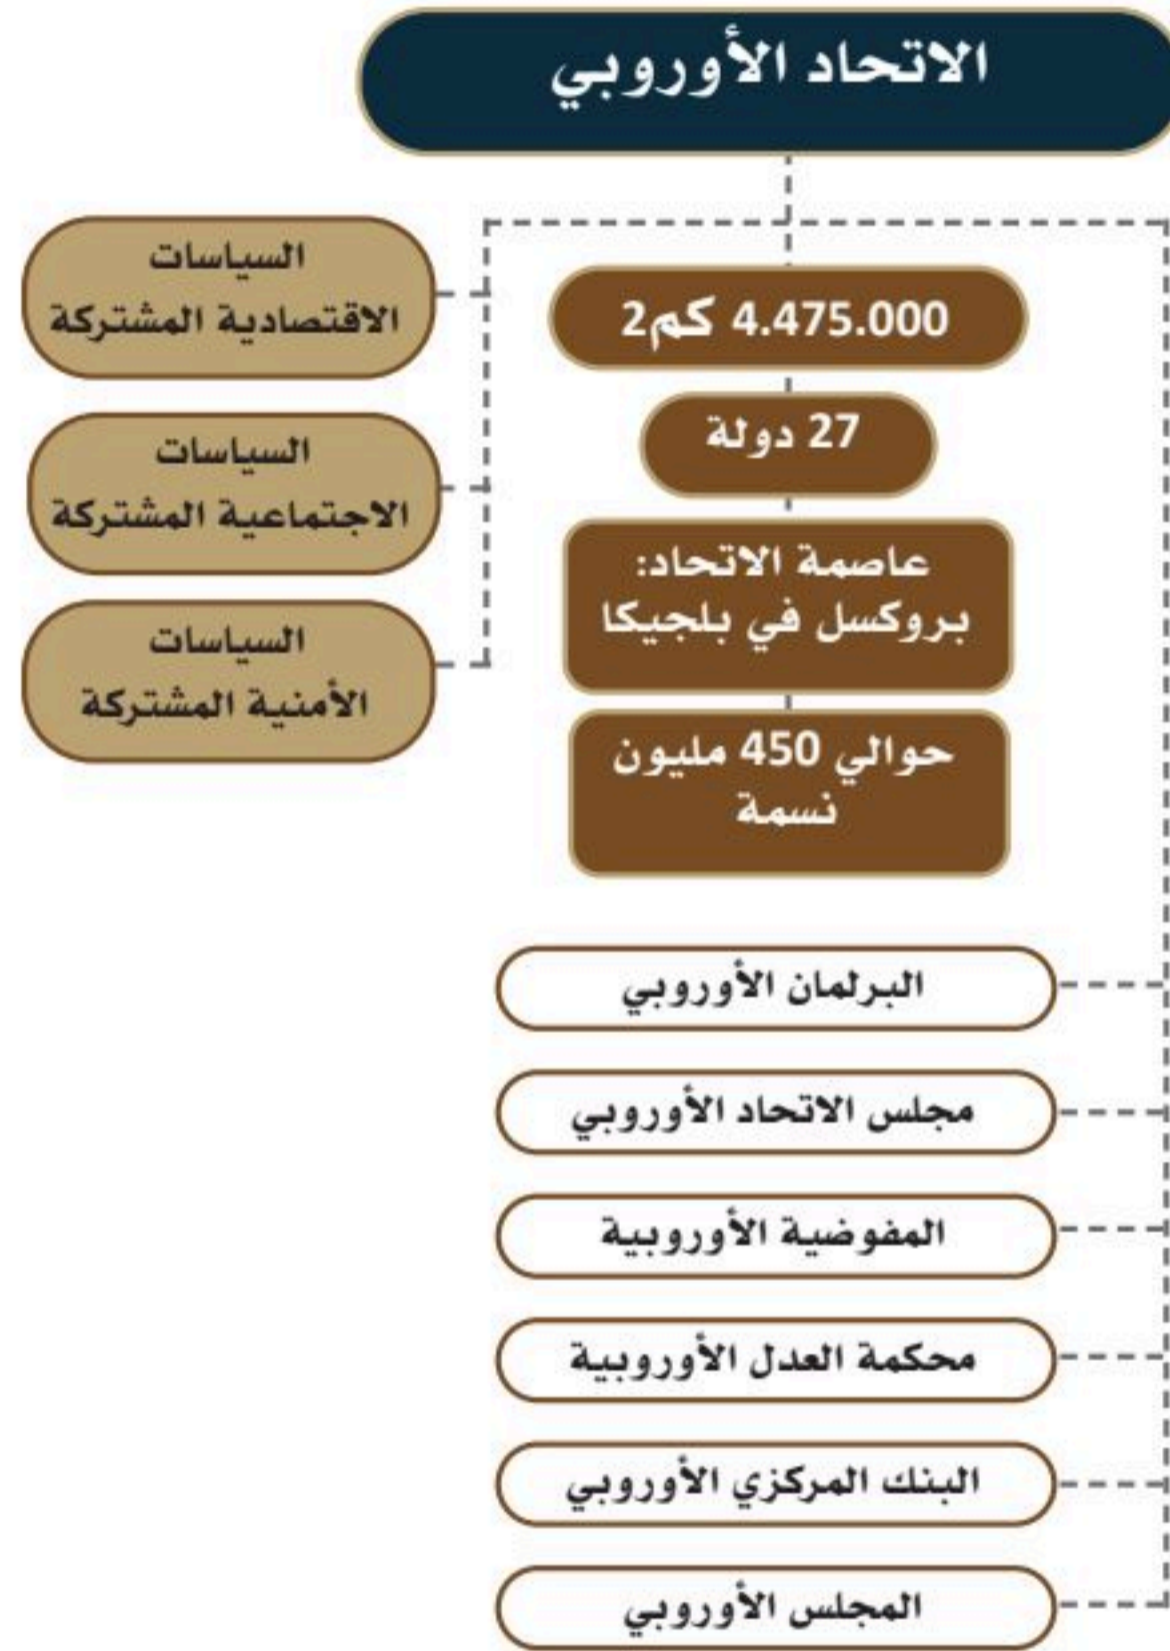 الاتحاد الأوروبي
4.475.000 كم2
27 دولة
عاصمة الاتحاد:
بروكسل في بلجيكا
حوالي 450 مليون
نسمة
السياسات
الاقتصادية المشتركة
السياسات
الاجتماعية المشتركة
السياسات
الأمنية المشتركة
البرلمان الأوروبي
مجلس الاتحاد الأوروبي
المفوضية الأوروبية
محكمة العدل الأوروبية
البنك المركزي الأوروبي
المجلس الأوروبي